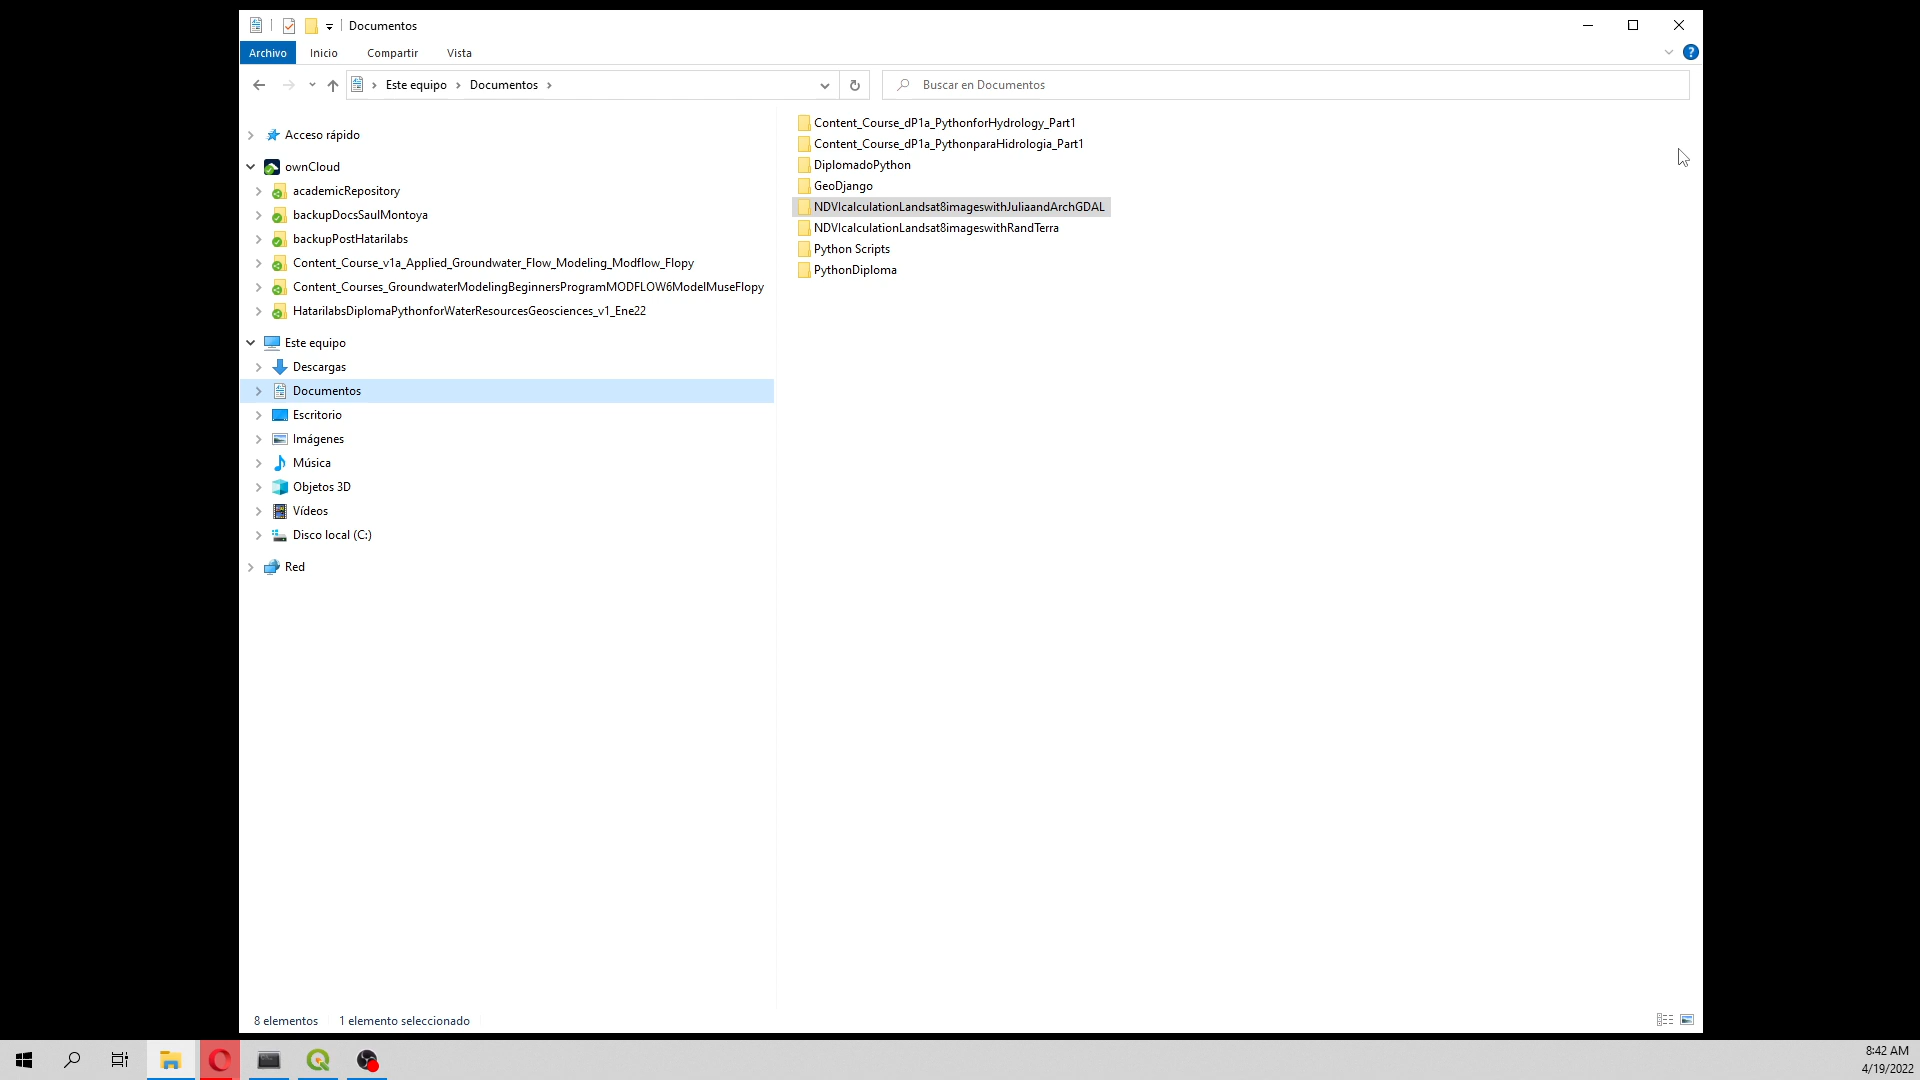 Documentos
Archivo Inicio Compartir Vista
Este equipo Documentos
Buscar en Documentos
Acceso rápido
ownCloud
academicRepository
backupDocsSaulMontoya
backupPostHatarilabs
Content_Course_v1a_Applied_Groundwater_Flow_Modeling_Modflow_Flopy
Content_Courses_GroundwaterModelingBeginnersProgramMODFLOW6ModelMuseFlopy
HatarilabsDiplomaPythonforWaterResourcesGeosciences_v1_Ene22
Este equipo
Descargas
Documentos
Escritorio
Imágenes
Música
Objetos 3D
Vídeos
Disco local (C:)
Red
Content_Course_dP1a_PythonforHydrology_Part1
Content_Course_dP1a_PythonparaHidrologia_Part1
DiplomadoPython
GeoDjango
NDVIcalculationLandsat8imageswithJuliaandArchGDAL
NDVIcalculationLandsat8imageswithRandTerra
Python Scripts
PythonDiploma
8 elementos 1 elemento seleccionado
8:42 AM
4/19/2022